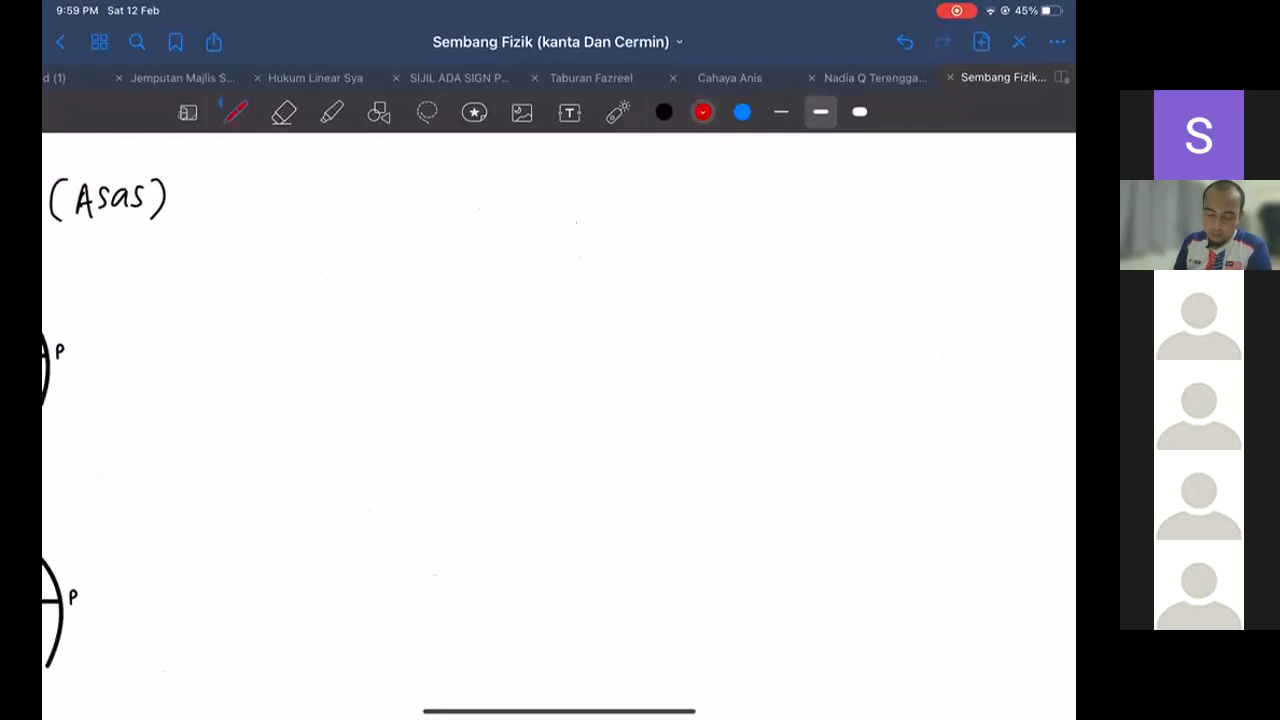 9:59 PM Sat 12 Feb
45%
Sembang Fizik (kanta Dan Cermin)
d (1)
Jemputan Majlis S...
Hukum Linear Sya
SIJIL ADA SIGN P...
Taburan Fazreel
Cahaya Anis
Nadia Q Terengga...
Sembang Fizik...
T
(Asas)
S
P
P